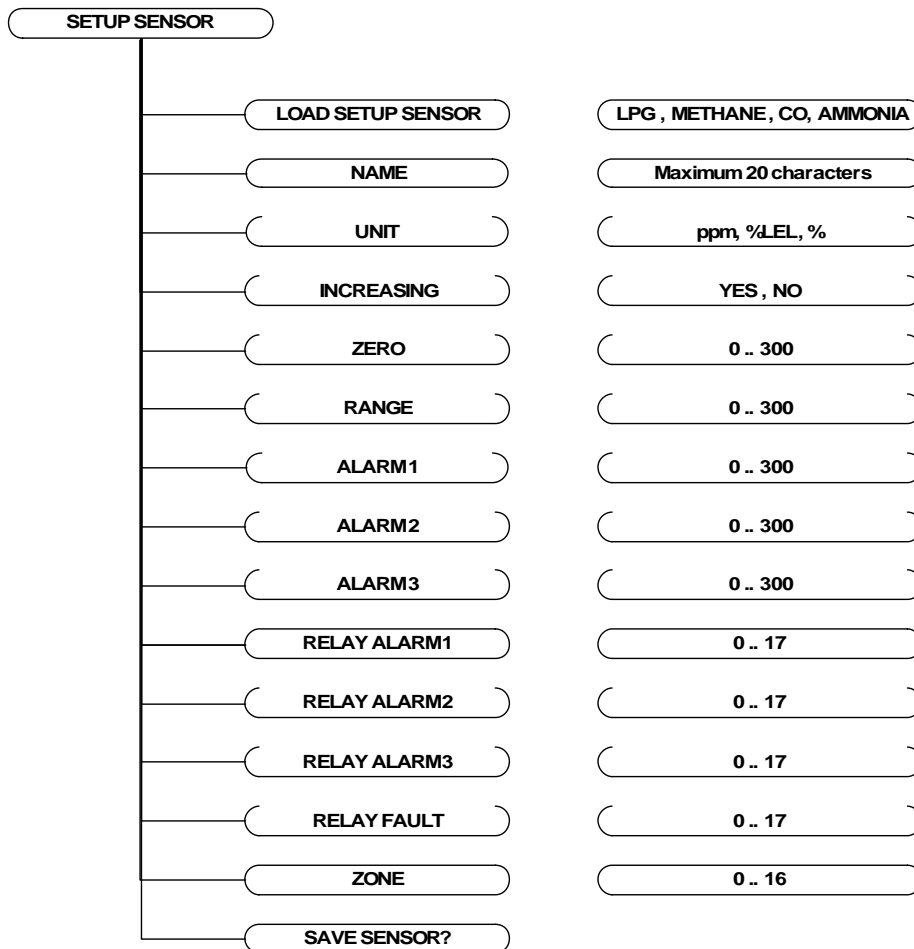 SETUP SENSOR
LOAD SETUP SENSOR LPG , METHANE , CO, AMMONIA
NAME Maximum 20 characters
UNIT ppm, %LEL, %
INCREASING YES , NO
ZERO 0 .. 300
RANGE 0 .. 300
ALARM1 0 .. 300
ALARM2 0 .. 300
ALARM3 0 .. 300
RELAY ALARM1 0 .. 17
RELAY ALARM2 0 .. 17
RELAY ALARM3 0 .. 17
RELAY FAULT 0 .. 17
ZONE 0 .. 16
SAVE SENSOR?